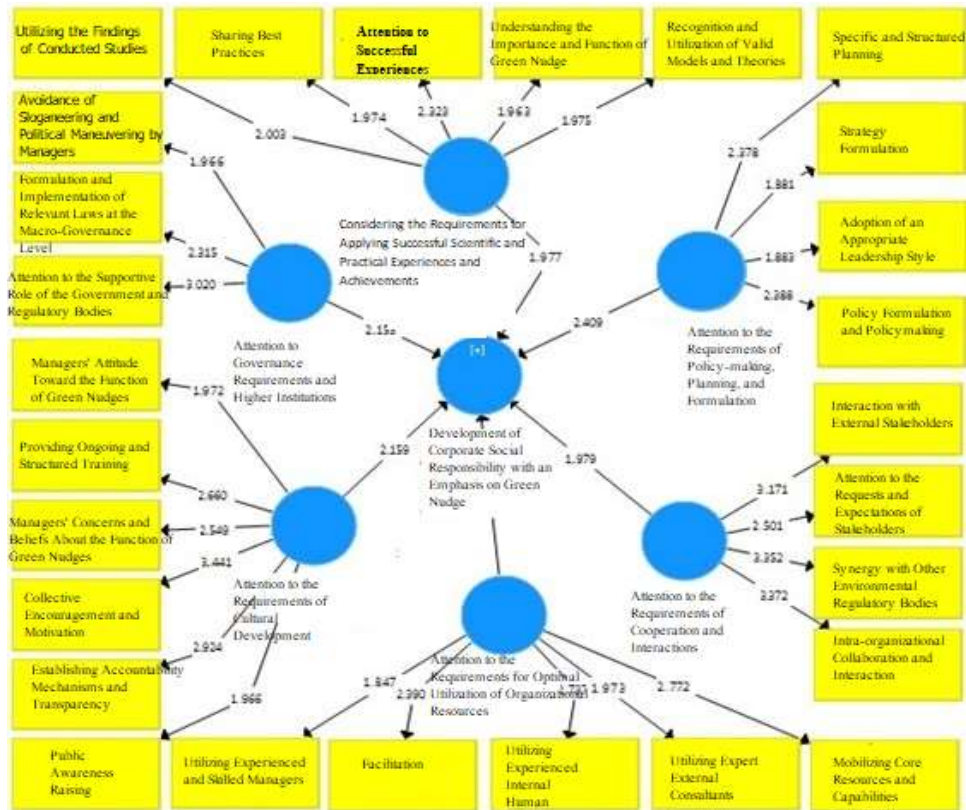 Utilizing the Findings
of Conducted Studies
Sharing Best
Practices
Attention to
Successful
Experiences
Understanding the
Importance and Function of
Green Nudge
Recognition and
Utilization of Valid
Models and Theories
Specific and Structured
Planning
Avoidance of
Sloganeering and
Political Maneuvering by
Managers
2.003
1.974
2.323
1.963
1.975
2.378
Strategy
Formulation
1.966
1.881
Formulation and
Implementation of
Relevant Laws at the
Macro-Governance
Level
2.315
Considering the Requirements for
Applying Successful Scientific and
Practical Experiences and
Achievements
1.977
1.883
Adoption of an
Appropriate
Leadership Style
Attention to the Supportive
Role of the Government and
Regulatory Bodies
3.020
2.388
Policy Formulation
and Policymaking
2.409
Attention to
Governance
Requirements and
Higher Institutions
[+]
Attention to the
Requirements of
Policy-making,
Planning, and
Formulation
Managers' Attitude
Toward the Function
of Green Nudges
1.972
Interaction with
External Stakeholders
Providing Ongoing and
Structured Training
2.660
2.159
Development of
Corporate Social
Responsibility with an
Emphasis on Green
Nudge
1.979
3.171
Attention to the
Requests and
Expectations of
Stakeholders
2.501
Managers' Concerns and
Beliefs About the Function of
Green Nudges
2.549
3.352
Synergy with Other
Environmental
Regulatory Bodies
Collective
Encouragement and
Motivation
3.441
Attention to the
Requirements of
Cultural
Development
Attention to the
Requirements of
Cooperation and
Interactions
3.372
Intra-organizational
Collaboration and
Interaction
Establishing Accountability
Mechanisms and
Transparency
2.924
Attention to the
Requirements for Optimal
Utilization of Organizational
Resources
1.966
1.847
2.390
1.973
2.772
Public
Awareness
Raising
Utilizing Experienced
and Skilled Managers
Facilitation
Utilizing
Experienced
Internal
Human
Utilizing Expert
External
Consultants
Mobilizing Core
Resources and
Capabilities